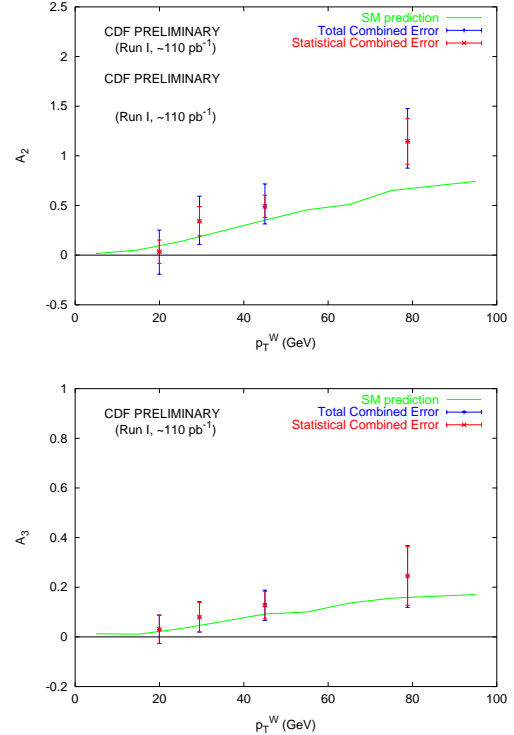 2.5
2
1.5
1
0.5
0
-0.5
A2
CDF PRELIMINARY
(Run I, ~110 pb-1)
CDF PRELIMINARY
(Run I, ~110 pb-1)
SM prediction
Total Combined Error
Statistical Combined Error
0 20 40 60 80 100
pTW (GeV)
1
0.8
0.6
0.4
0.2
0
-0.2
A3
CDF PRELIMINARY
(Run I, ~110 pb-1)
SM prediction
Total Combined Error
Statistical Combined Error
0 20 40 60 80 100
pTW (GeV)